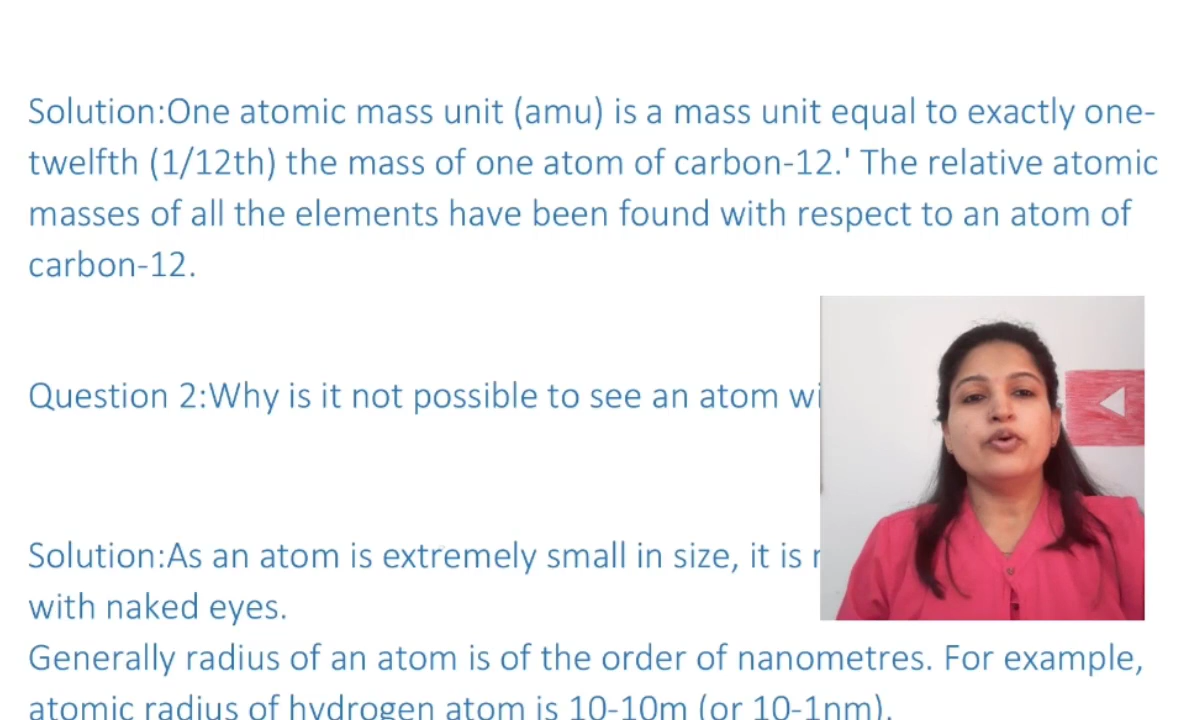 Solution:One atomic mass unit (amu) is a mass unit equal to exactly one-
twelfth (1/12th) the mass of one atom of carbon-12.' The relative atomic
masses of all the elements have been found with respect to an atom of
carbon-12.
Question 2:Why is it not possible to see an atom
Solution:As an atom is extremely small in size, it is
with naked eyes.
Generally radius of an atom is of the order of nanometres. For example,
atomic radius of hydrogen atom is 10-10m (or 10-1nm).